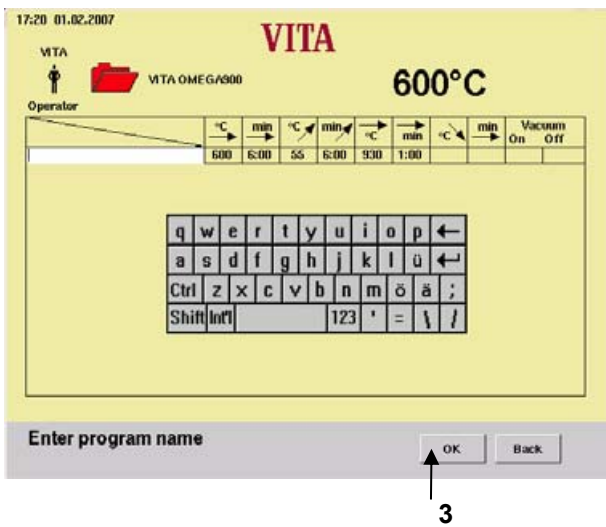 17:20 01.02.2007
VITA
VITA
VITA OMEGA900
600°C
Operator
°C min °C min °C min °C min Vacuum
On Off
600 6:00 55 6:00 930 1:00
q w e r t y u i o p ←
a s d f g h j k l ü ↵
Ctrl z x c v b n m ö ä ;
Shift Int'l 123 ' = \ /
Enter program name
OK Back
3